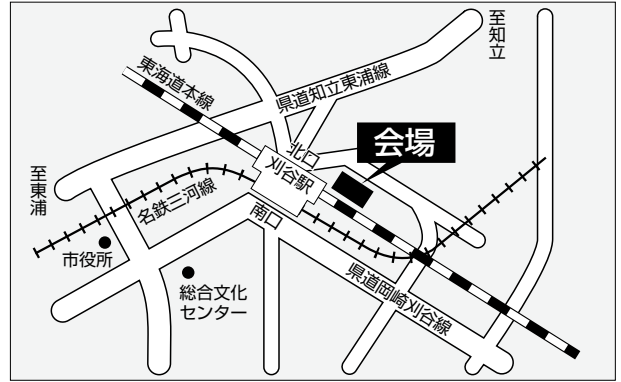 至知立
東海道本線
県道知立東浦線
会場
北口
刈谷駅
至東浦
名鉄三河線
南口
市役所
総合文化
センター
県道岡崎刈谷線